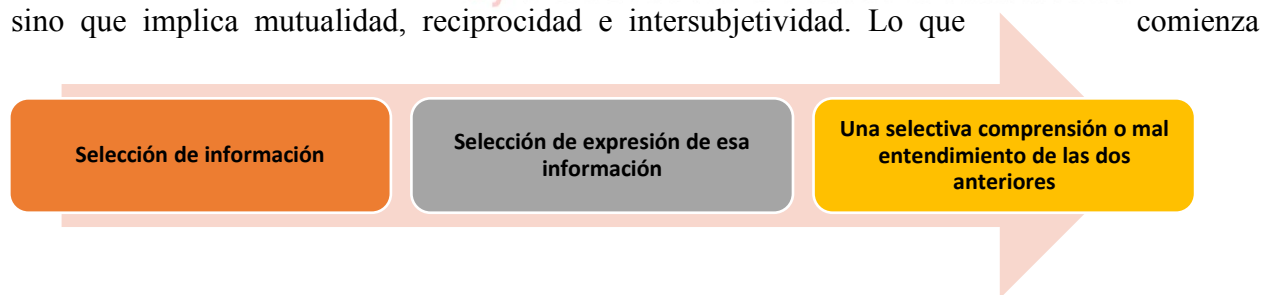 sino que implica mutualidad, reciprocidad e intersubjetividad. Lo que comienza
Selección de información
Selección de expresión de esa
información
Una selectiva comprensión o mal
entendimiento de las dos
anteriores